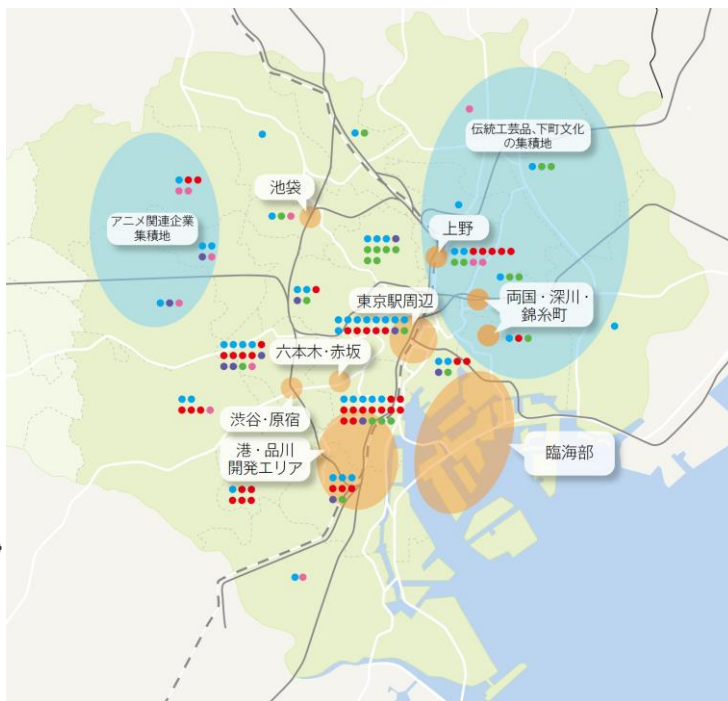 伝統工芸品、下町文化
の集積地
池袋
アニメ関連企業
集積地
上野
東京駅周辺
両国・深川・
錦糸町
六本木・赤坂
渋谷・原宿
港・品川
開発エリア
臨海部